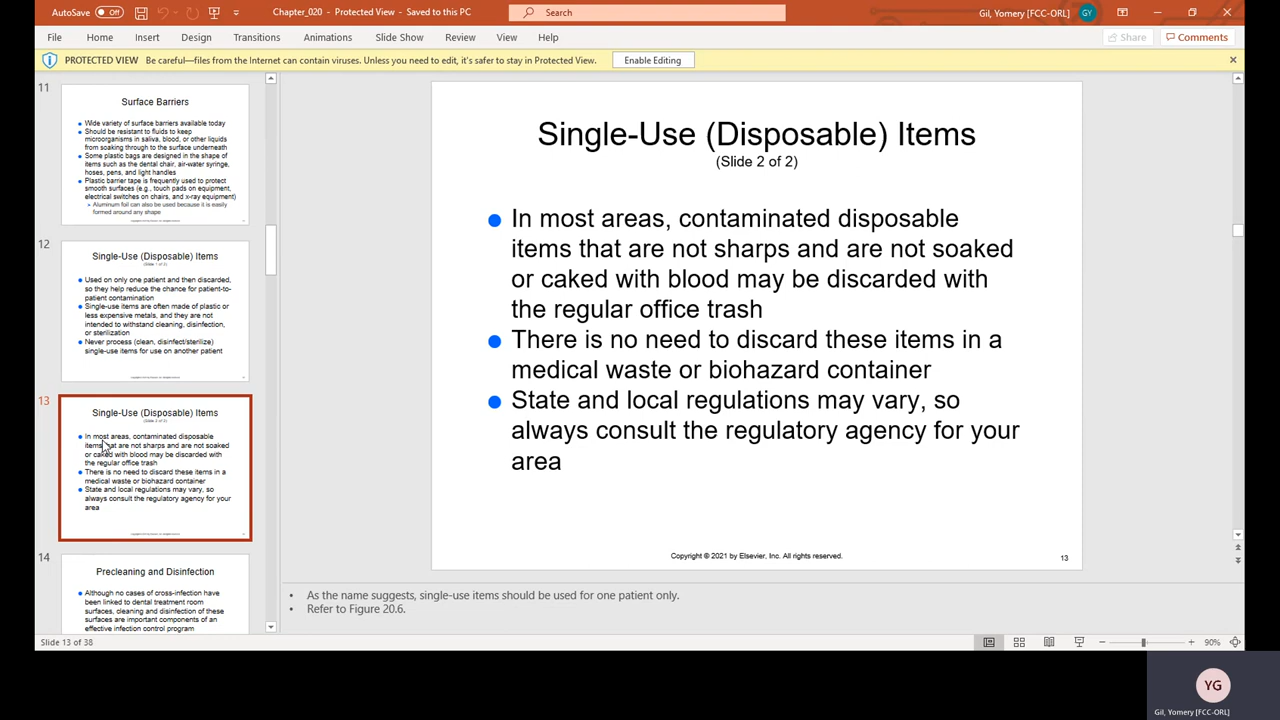 AutoSave Off Chapter_020 - Protected View - Saved to this PC Search Gil, Yomery [FCC-ORL] GY
File Home Insert Design Transitions Animations Slide Show Review View Help Share Comments
PROTECTED VIEW Be careful—files from the Internet can contain viruses. Unless you need to edit, it's safer to stay in Protected View. Enable Editing
11
Surface Barriers
Wide variety of surface barriers available today
Should be resistant to fluids to keep
microorganisms in saliva, blood, or other liquids
from soaking through to the surface underneath
Some plastic bags are designed in the shape of
items such as the dental chair, air-water syringe,
hoses, pens, and light handles
Plastic barrier tape is frequently used to protect
smooth surfaces (e.g., touch pads on equipment,
electrical switches on chairs, and x-ray equipment)
Aluminum foil can also be used because it is easily
formed around any shape
12
Single-Use (Disposable) Items
(Slide 1 of 2)
Used on only one patient and then discarded,
so they help reduce the chance for patient-to-
patient contamination
Single-use items are often made of plastic or
less expensive metals, and they are not
intended to withstand cleaning, disinfection,
or sterilization
Never process (clean, disinfect/sterilize)
single-use items for use on another patient
13
Single-Use (Disposable) Items
(Slide 2 of 2)
In most areas, contaminated disposable
items that are not sharps and are not soaked
or caked with blood may be discarded with
the regular office trash
There is no need to discard these items in a
medical waste or biohazard container
State and local regulations may vary, so
always consult the regulatory agency for your
area
14
Precleaning and Disinfection
Although no cases of cross-infection have
been linked to dental treatment room
surfaces, cleaning and disinfection of these
surfaces are important components of an
effective infection control program
Single-Use (Disposable) Items
(Slide 2 of 2)
In most areas, contaminated disposable
items that are not sharps and are not soaked
or caked with blood may be discarded with
the regular office trash
There is no need to discard these items in a
medical waste or biohazard container
State and local regulations may vary, so
always consult the regulatory agency for your
area
Copyright © 2021 by Elsevier, Inc. All rights reserved. 13
As the name suggests, single-use items should be used for one patient only.
Refer to Figure 20.6.
Slide 13 of 38 90%
YG
Gil, Yomery [FCC-ORL]